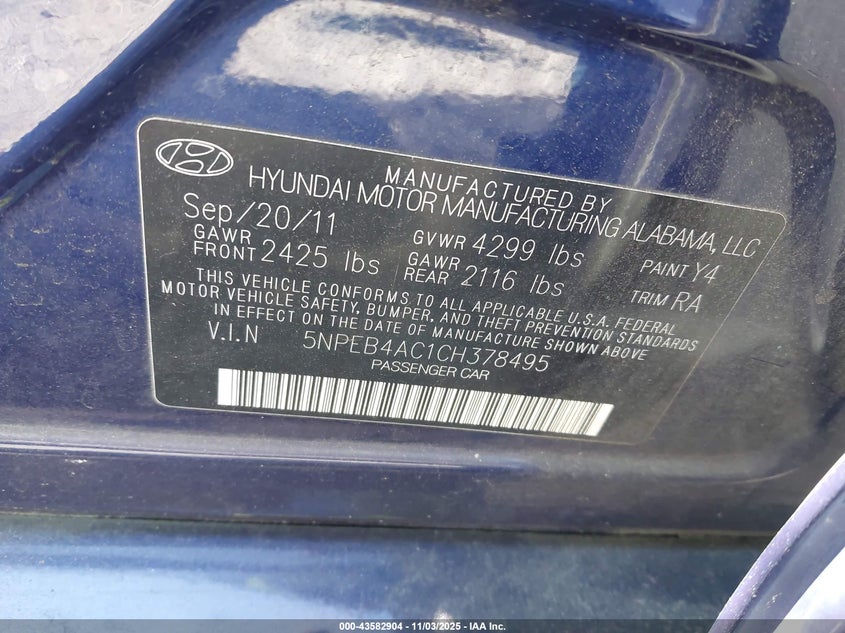 MANUFACTURED BY
HYUNDAI MOTOR MANUFACTURING ALABAMA, LLC
Sep/20/11 GVWR 4299 lbs PAINT Y4
GAWR FRONT 2425 lbs GAWR REAR 2116 lbs TRIM RA
THIS VEHICLE CONFORMS TO ALL APPLICABLE U.S.A. FEDERAL
MOTOR VEHICLE SAFETY, BUMPER, AND THEFT PREVENTION STANDARDS
IN EFFECT ON THE DATE OF MANUFACTURE SHOWN ABOVE
V.I.N 5NPEB4AC1CH378495
PASSENGER CAR
000-43582904 - 11/03/2025 - IAA Inc.